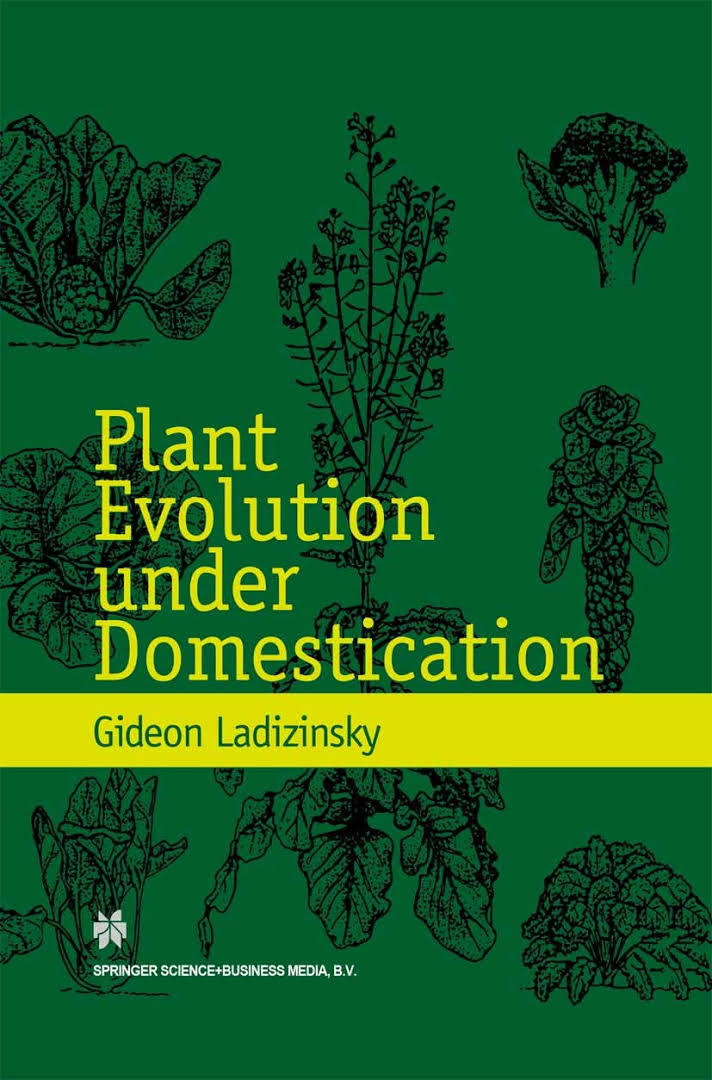 Plant
Evolution
under
Domestication
Gideon Ladizinsky
SPRINGER SCIENCE+BUSINESS MEDIA, B.V.